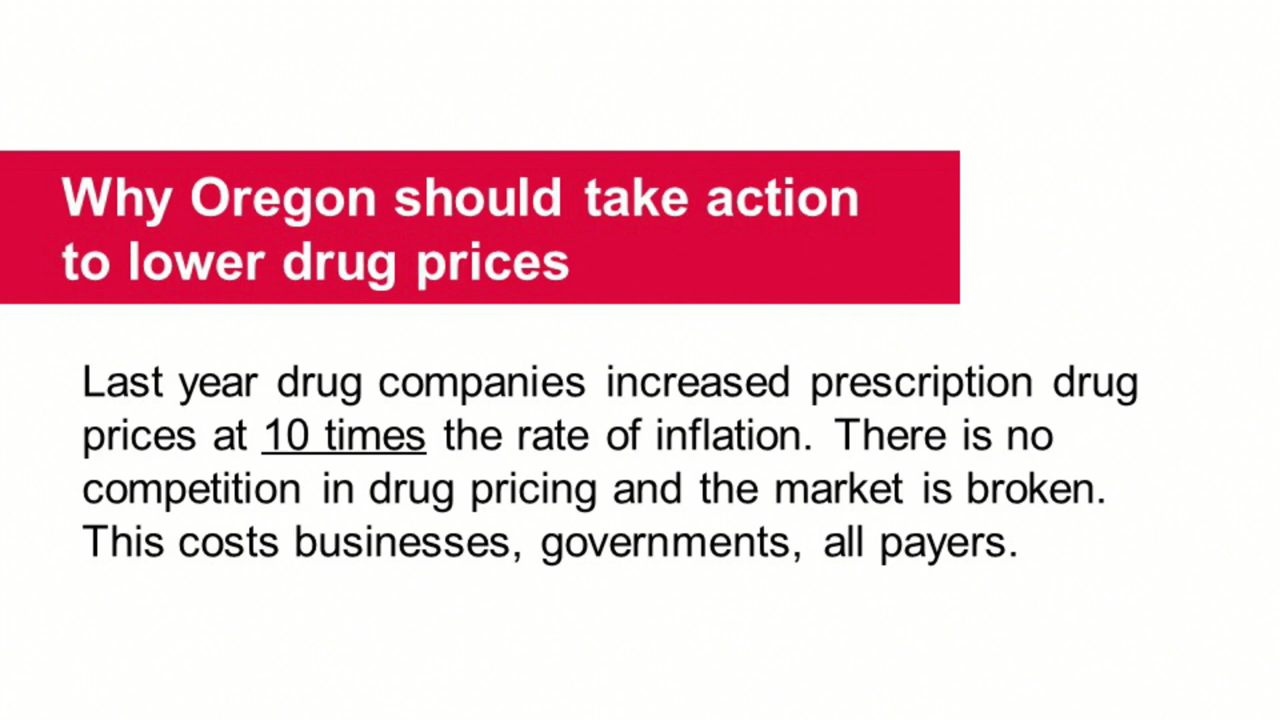 Why Oregon should take action
to lower drug prices
Last year drug companies increased prescription drug
prices at 10 times the rate of inflation. There is no
competition in drug pricing and the market is broken.
This costs businesses, governments, all payers.